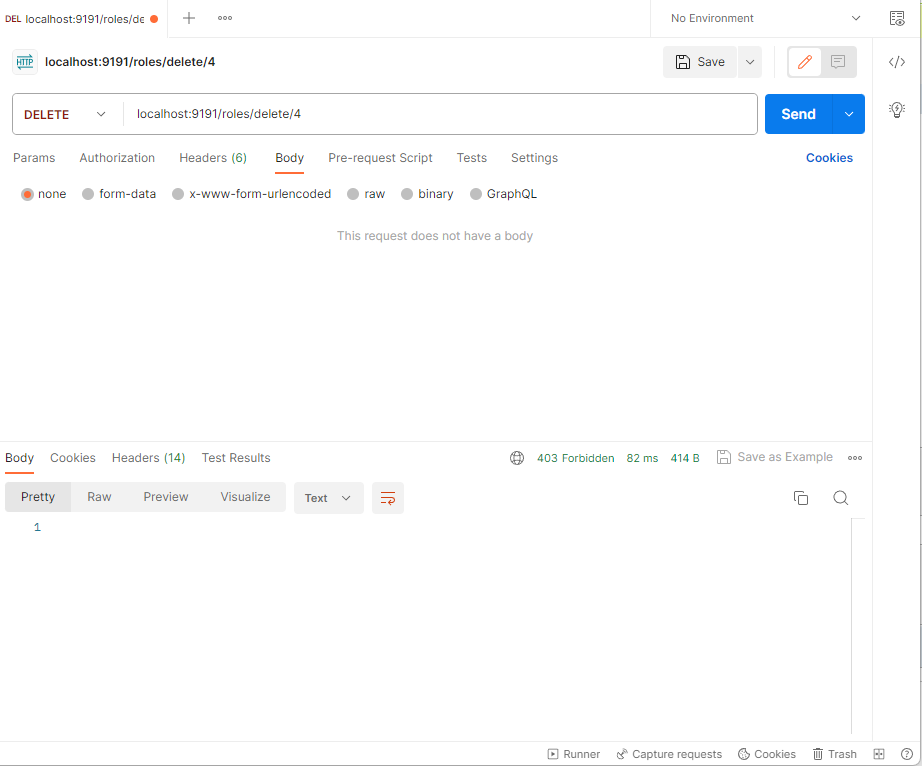 DEL localhost:9191/roles/de
No Environment
HTTP localhost:9191/roles/delete/4
Save
DELETE localhost:9191/roles/delete/4
Send
Params Authorization Headers (6) Body Pre-request Script Tests Settings Cookies
none form-data x-www-form-urlencoded raw binary GraphQL
This request does not have a body
Body Cookies Headers (14) Test Results 403 Forbidden 82 ms 414 B Save as Example
Pretty Raw Preview Visualize Text
1
Runner Capture requests Cookies Trash